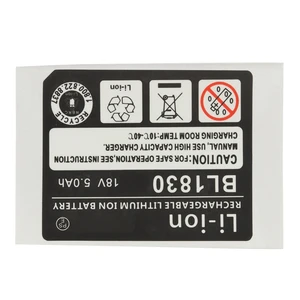 Li-ion
RECHARGEABLE LITHIUM ION BATTERY
BL1830
18V 5.0Ah
CAUTION: FOR SAFE OPERATION, SEE INSTRUCTION
MANUAL, USE HIGH CAPACITY CHARGER.
CHARGING ROOM TEMP:10℃-40℃
RECYCLE
1.800.822.8837
Li-ion